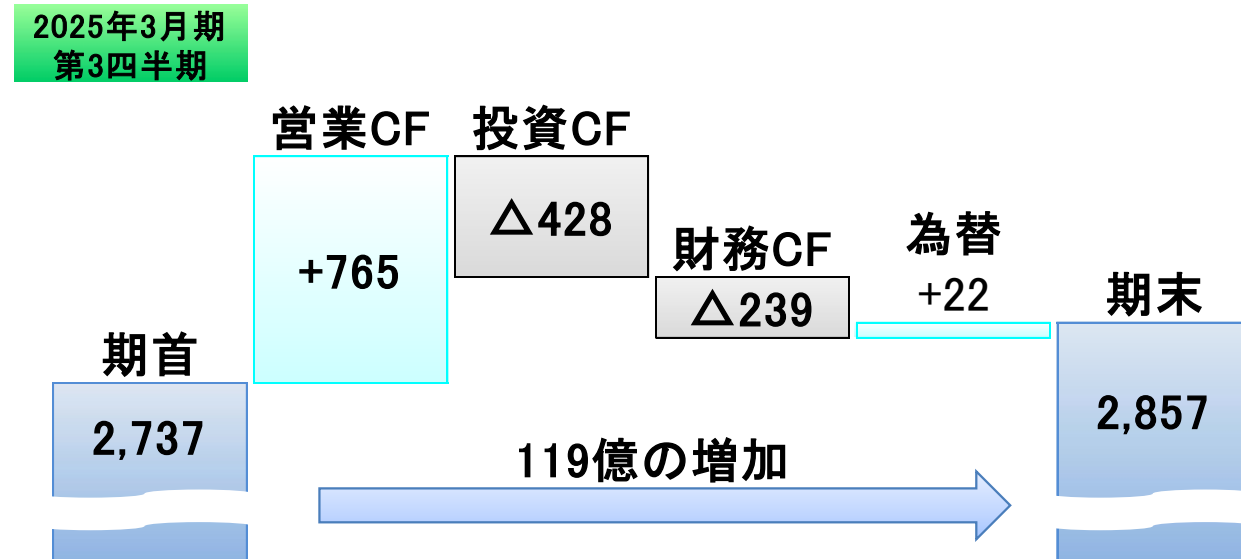 2025年3月期
第3四半期
営業CF
+765
投資CF
△428
財務CF
△239
為替
+22
期首
2,737
期末
2,857
119億の増加